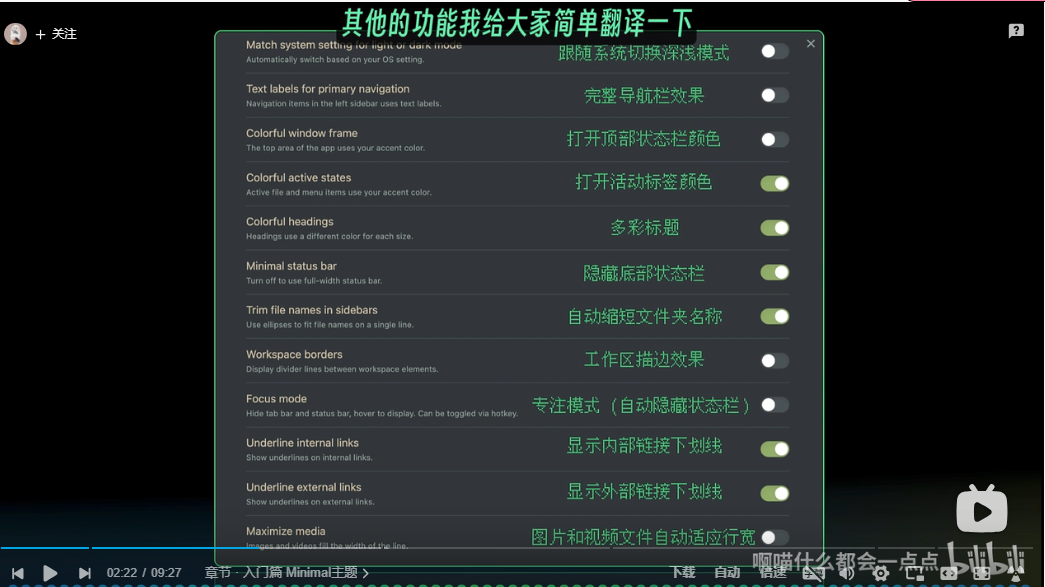 其他的功能我给大家简单翻译一下
+ 关注
Match system setting for light or dark mode
Automatically switch based on your OS setting.
跟随系统切换深浅模式
Text labels for primary navigation
Navigation items in the left sidebar uses text labels.
完整导航栏效果
Colorful window frame
The top area of the app uses your accent color.
打开顶部状态栏颜色
Colorful active states
Active file and menu items use your accent color.
打开活动标签颜色
Colorful headings
Headings use a different color for each size.
多彩标题
Minimal status bar
Turn off to use full-width status bar.
隐藏底部状态栏
Trim file names in sidebars
Use ellipses to fit file names on a single line.
自动缩短文件夹名称
Workspace borders
Display divider lines between workspace elements.
工作区描边效果
Focus mode
Hide tab bar and status bar, hover to display. Can be toggled via hotkey.
专注模式（自动隐藏状态栏）
Underline internal links
Show underlines on internal links.
显示内部链接下划线
Underline external links
Show underlines on external links.
显示外部链接下划线
Maximize media
Images and videos fill the width of the line.
图片和视频文件自动适应行宽
啊喵什么都会一点点 bilibili
02:22 / 09:27 章节 · 入门篇 Minimal主题 下载 自动 倍速